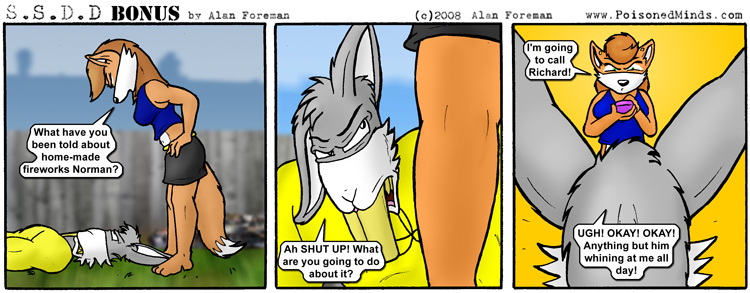 S.S.D.D BONUS by Alan Foreman (c)2008 Alan Foreman www.PoisonedMinds.com
What have you
been told about
home-made
fireworks Norman?
Ah SHUT UP! What
are you going to do
about it?
I'm going
to call
Richard!
UGH! OKAY! OKAY!
Anything but him
whining at me all
day!